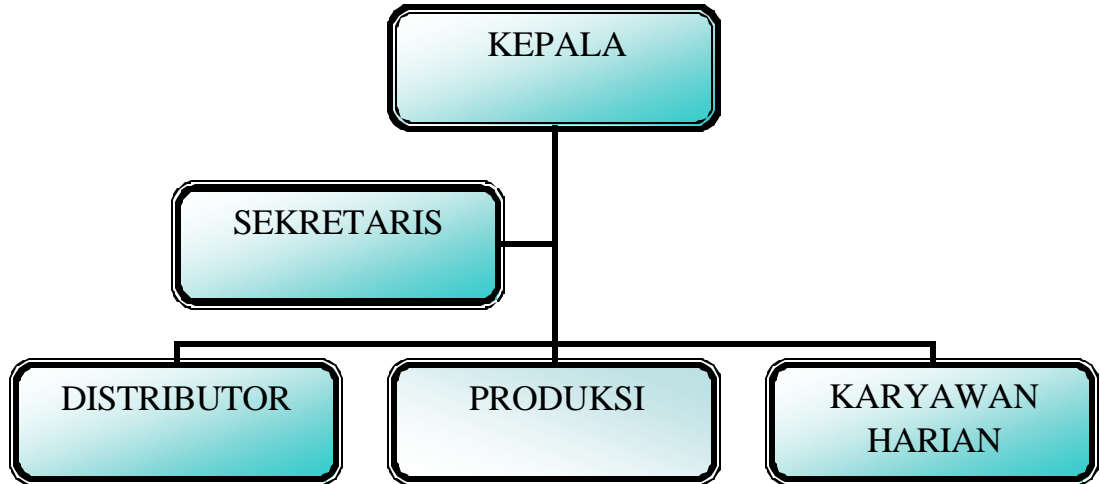 KEPALA
SEKRETARIS
DISTRIBUTOR
PRODUKSI
KARYAWAN
HARIAN